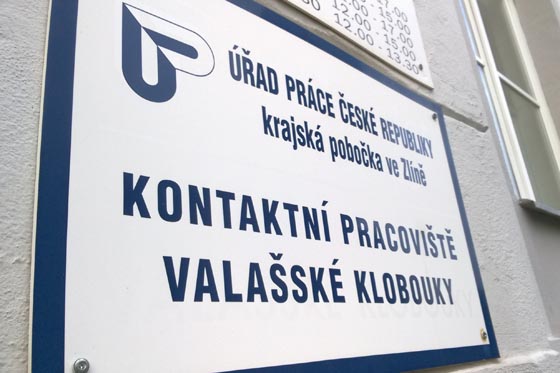 ÚŘAD PRÁCE ČESKÉ REPUBLIKY
krajská pobočka ve Zlíně
KONTAKTNÍ PRACOVIŠTĚ
VALAŠSKÉ KLOBOUKY